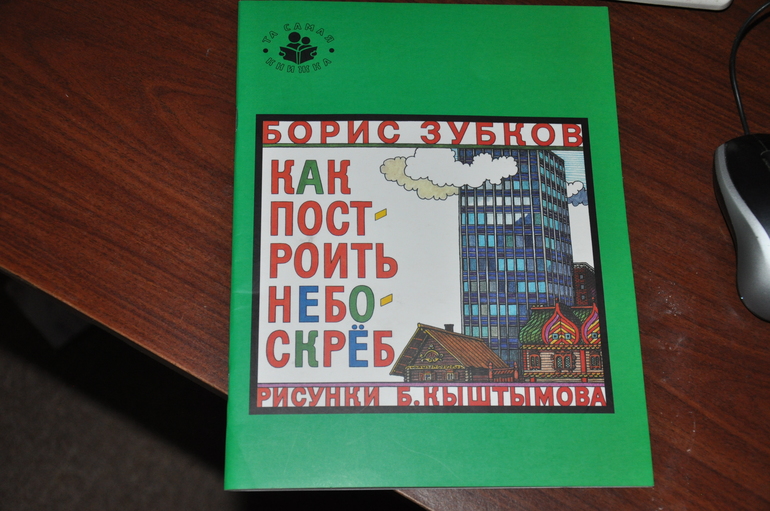 ТА САМАЯ
КНИЖКА
БОРИС ЗУБКОВ
КАК
ПОСТ-
РОИТЬ
НЕБО-
СКРЁБ
РИСУНКИ Б.КЫШТЫМОВА